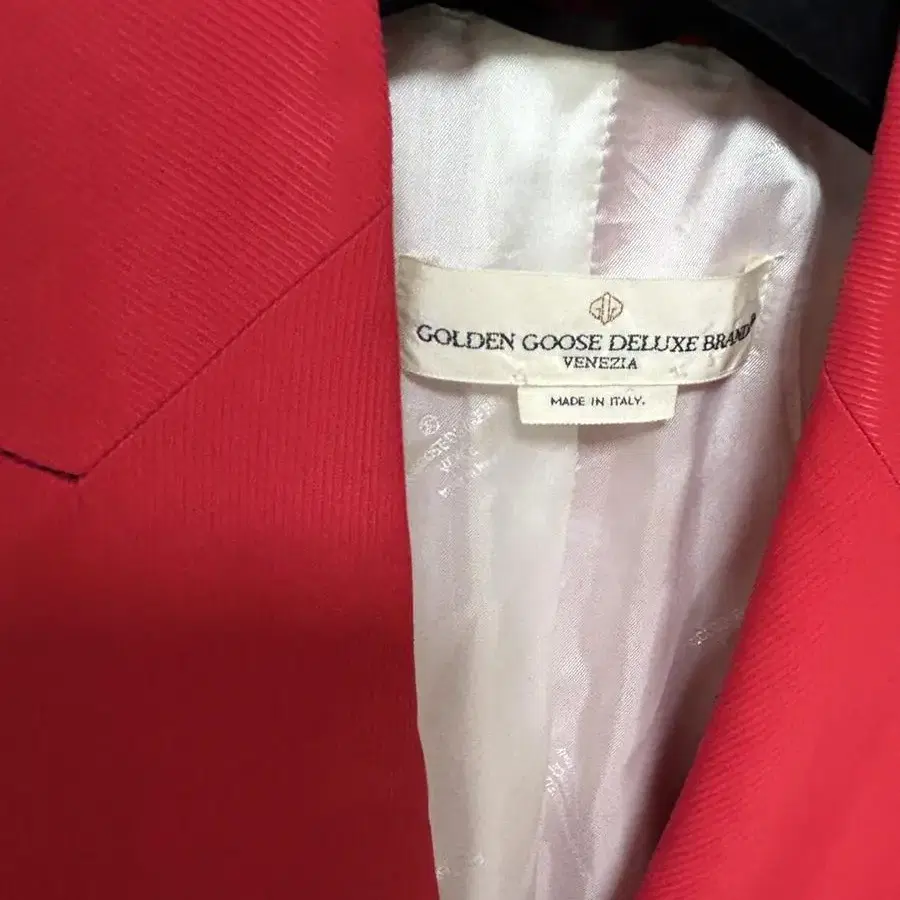 GOLDEN GOOSE DELUXE BRAND®
VENEZIA
MADE IN ITALY.